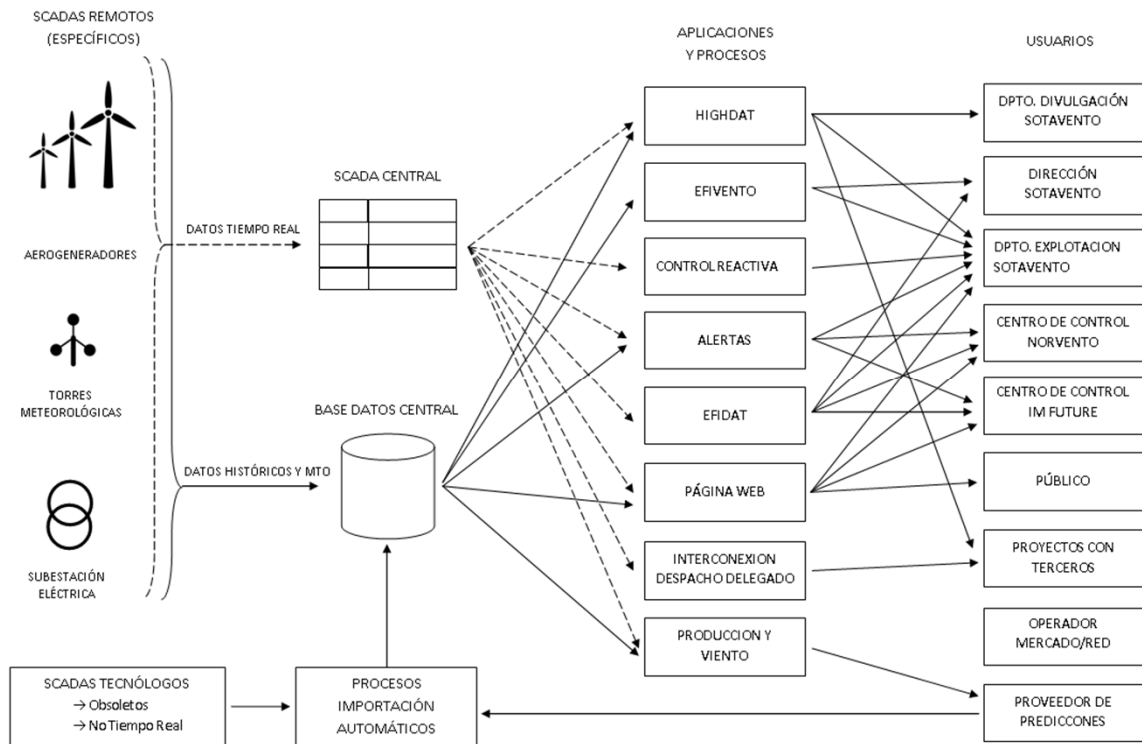 SCADAS REMOTOS
(ESPECÍFICOS)
AEROGENERADORES
TORRES
METEOROLÓGICAS
SUBESTACIÓN
ELÉCTRICA
DATOS TIEMPO REAL
DATOS HISTÓRICOS Y MTO
SCADA CENTRAL
BASE DATOS CENTRAL
SCADAS TECNÓLOGOS
→ Obsoletos
→ No Tiempo Real
PROCESOS
IMPORTACIÓN
AUTOMÁTICOS
APLICACIONES
Y PROCESOS
HIGHDAT
EFIVENTO
CONTROL REACTIVA
ALERTAS
EFIDAT
PÁGINA WEB
INTERCONEXION
DESPACHO DELEGADO
PRODUCCION Y
VIENTO
USUARIOS
DPTO. DIVULGACIÓN
SOTAVENTO
DIRECCIÓN
SOTAVENTO
DPTO. EXPLOTACION
SOTAVENTO
CENTRO DE CONTROL
NORVENTO
CENTRO DE CONTROL
IM FUTURE
PÚBLICO
PROYECTOS CON
TERCEROS
OPERADOR
MERCADO/RED
PROVEEDOR DE
PREDICCONES